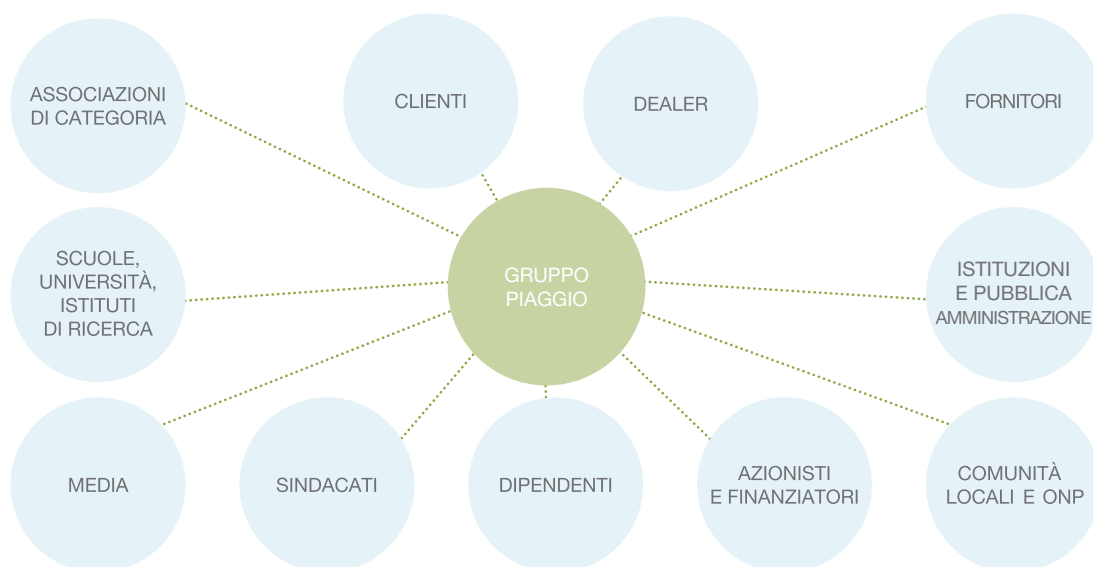 ASSOCIAZIONI
DI CATEGORIA
CLIENTI
DEALER
FORNITORI
SCUOLE,
UNIVERSITÀ,
ISTITUTI
DI RICERCA
GRUPPO
PIAGGIO
ISTITUZIONI
E PUBBLICA
AMMINISTRAZIONE
MEDIA
SINDACATI
DIPENDENTI
AZIONISTI
E FINANZIATORI
COMUNITÀ
LOCALI E ONP